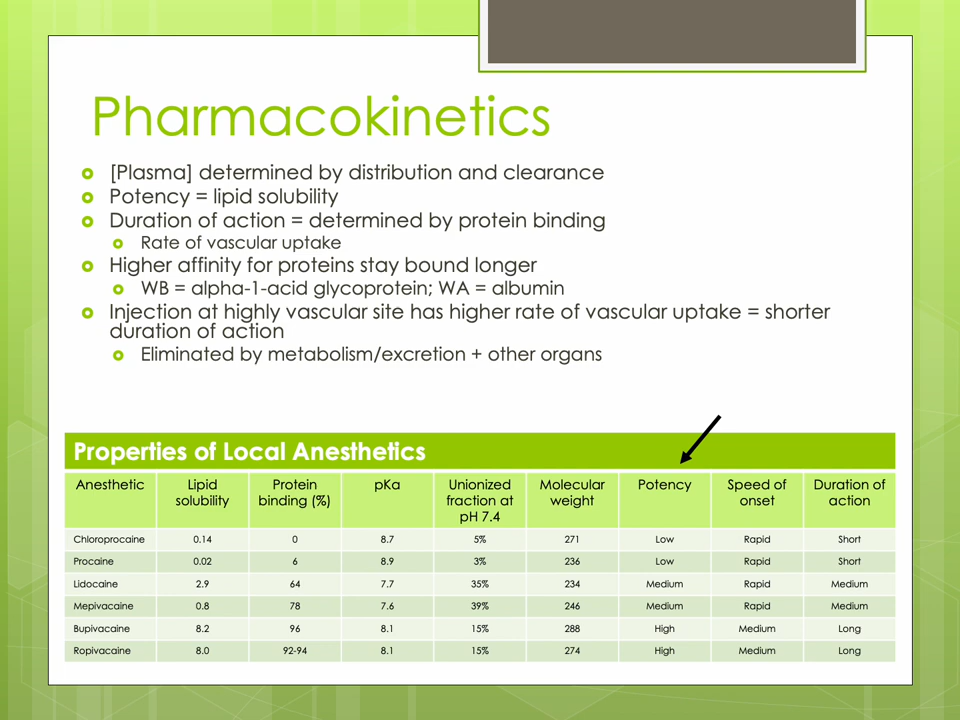 Pharmacokinetics
[Plasma] determined by distribution and clearance
Potency = lipid solubility
Duration of action = determined by protein binding
Rate of vascular uptake
Higher affinity for proteins stay bound longer
WB = alpha-1-acid glycoprotein; WA = albumin
Injection at highly vascular site has higher rate of vascular uptake = shorter
duration of action
Eliminated by metabolism/excretion + other organs
Properties of Local Anesthetics
Anesthetic Lipid solubility Protein binding (%) pKa Unionized fraction at pH 7.4 Molecular weight Potency Speed of onset Duration of action
Chloroprocaine 0.14 0 8.7 5% 271 Low Rapid Short
Procaine 0.02 6 8.9 3% 236 Low Rapid Short
Lidocaine 2.9 64 7.7 35% 234 Medium Rapid Medium
Mepivacaine 0.8 78 7.6 39% 246 Medium Rapid Medium
Bupivacaine 8.2 96 8.1 15% 288 High Medium Long
Ropivacaine 8.0 92-94 8.1 15% 274 High Medium Long